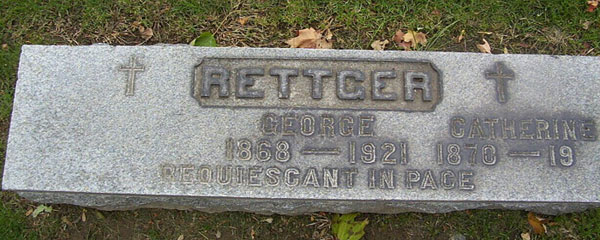 RETTGER
GEORGE CATHERINE
1868 — 1921 1870 — 19
REQUIESCANT IN PACE